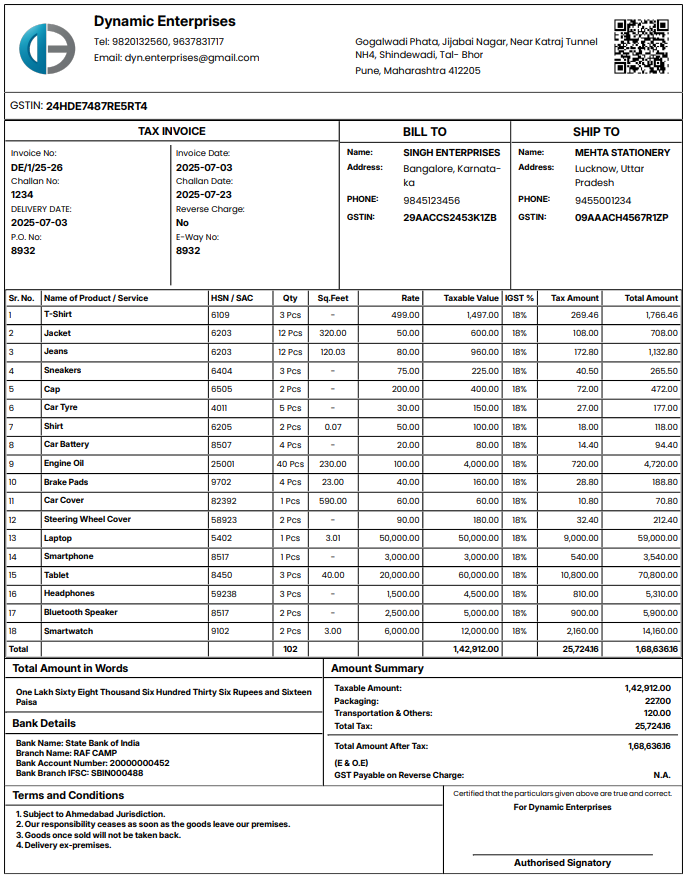 Dynamic Enterprises
Tel: 9820132560, 9637831717
Email: dyn.enterprises@gmail.com
Gogalwadi Phata, Jijabai Nagar, Near Katraj Tunnel
NH4, Shindewadi, Tal- Bhor
Pune, Maharashtra 412205
GSTIN: 24HDE7487RE5RT4
TAX INVOICE
Invoice No:
DE/1/25-26
Challan No:
1234
DELIVERY DATE:
2025-07-03
P.O. No:
8932
Invoice Date:
2025-07-03
Challan Date:
2025-07-23
Reverse Charge:
No
E-Way No:
8932
BILL TO
Name: SINGH ENTERPRISES
Address: Bangalore, Karnata-
ka
PHONE: 9845123456
GSTIN: 29AACCS2453K1ZB
SHIP TO
Name: MEHTA STATIONERY
Address: Lucknow, Uttar
Pradesh
PHONE: 9455001234
GSTIN: 09AAACH4567R1ZP
Sr. No. Name of Product / Service HSN / SAC Qty Sq.Feet Rate Taxable Value IGST % Tax Amount Total Amount
1 T-Shirt 6109 3 Pcs - 499.00 1,497.00 18% 269.46 1,766.46
2 Jacket 6203 12 Pcs 320.00 50.00 600.00 18% 108.00 708.00
3 Jeans 6203 12 Pcs 120.03 80.00 960.00 18% 172.80 1,132.80
4 Sneakers 6404 3 Pcs - 75.00 225.00 18% 40.50 265.50
5 Cap 6505 2 Pcs - 200.00 400.00 18% 72.00 472.00
6 Car Tyre 4011 5 Pcs - 30.00 150.00 18% 27.00 177.00
7 Shirt 6205 2 Pcs 0.07 50.00 100.00 18% 18.00 118.00
8 Car Battery 8507 4 Pcs - 20.00 80.00 18% 14.40 94.40
9 Engine Oil 25001 40 Pcs 230.00 100.00 4,000.00 18% 720.00 4,720.00
10 Brake Pads 9702 4 Pcs 23.00 40.00 160.00 18% 28.80 188.80
11 Car Cover 82392 1 Pcs 590.00 60.00 60.00 18% 10.80 70.80
12 Steering Wheel Cover 58923 2 Pcs - 90.00 180.00 18% 32.40 212.40
13 Laptop 5402 1 Pcs 3.01 50,000.00 50,000.00 18% 9,000.00 59,000.00
14 Smartphone 8517 1 Pcs - 3,000.00 3,000.00 18% 540.00 3,540.00
15 Tablet 8450 3 Pcs 40.00 20,000.00 60,000.00 18% 10,800.00 70,800.00
16 Headphones 59238 3 Pcs - 1,500.00 4,500.00 18% 810.00 5,310.00
17 Bluetooth Speaker 8517 2 Pcs - 2,500.00 5,000.00 18% 900.00 5,900.00
18 Smartwatch 9102 2 Pcs 3.00 6,000.00 12,000.00 18% 2,160.00 14,160.00
Total 102 1,42,912.00 25,724.16 1,68,636.16
Total Amount in Words
One Lakh Sixty Eight Thousand Six Hundred Thirty Six Rupees and Sixteen
Paisa
Bank Details
Bank Name: State Bank of India
Branch Name: RAF CAMP
Bank Account Number: 20000000452
Bank Branch IFSC: SBIN000488
Amount Summary
Taxable Amount: 1,42,912.00
Packaging: 227.00
Transportation & Others: 120.00
Total Tax: 25,724.16
Total Amount After Tax: 1,68,636.16
(E & O.E)
GST Payable on Reverse Charge: N.A.
Terms and Conditions
1. Subject to Ahmedabad Jurisdiction.
2. Our responsibility ceases as soon as the goods leave our premises.
3. Goods once sold will not be taken back.
4. Delivery ex-premises.
Certified that the particulars given above are true and correct.
For Dynamic Enterprises
Authorised Signatory